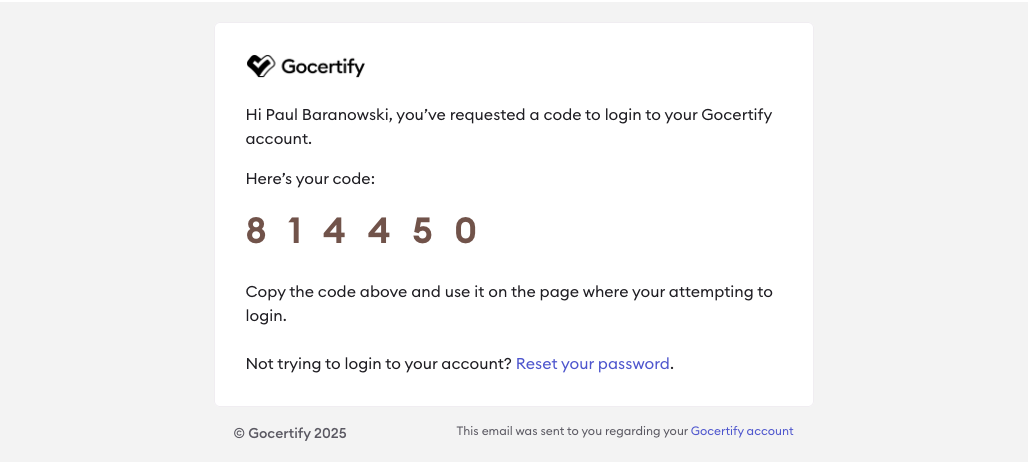 Gocertify
Hi Paul Baranowski, you’ve requested a code to login to your Gocertify
account.
Here’s your code:
8 1 4 4 5 0
Copy the code above and use it on the page where your attempting to
login.
Not trying to login to your account? Reset your password.
© Gocertify 2025
This email was sent to you regarding your Gocertify account